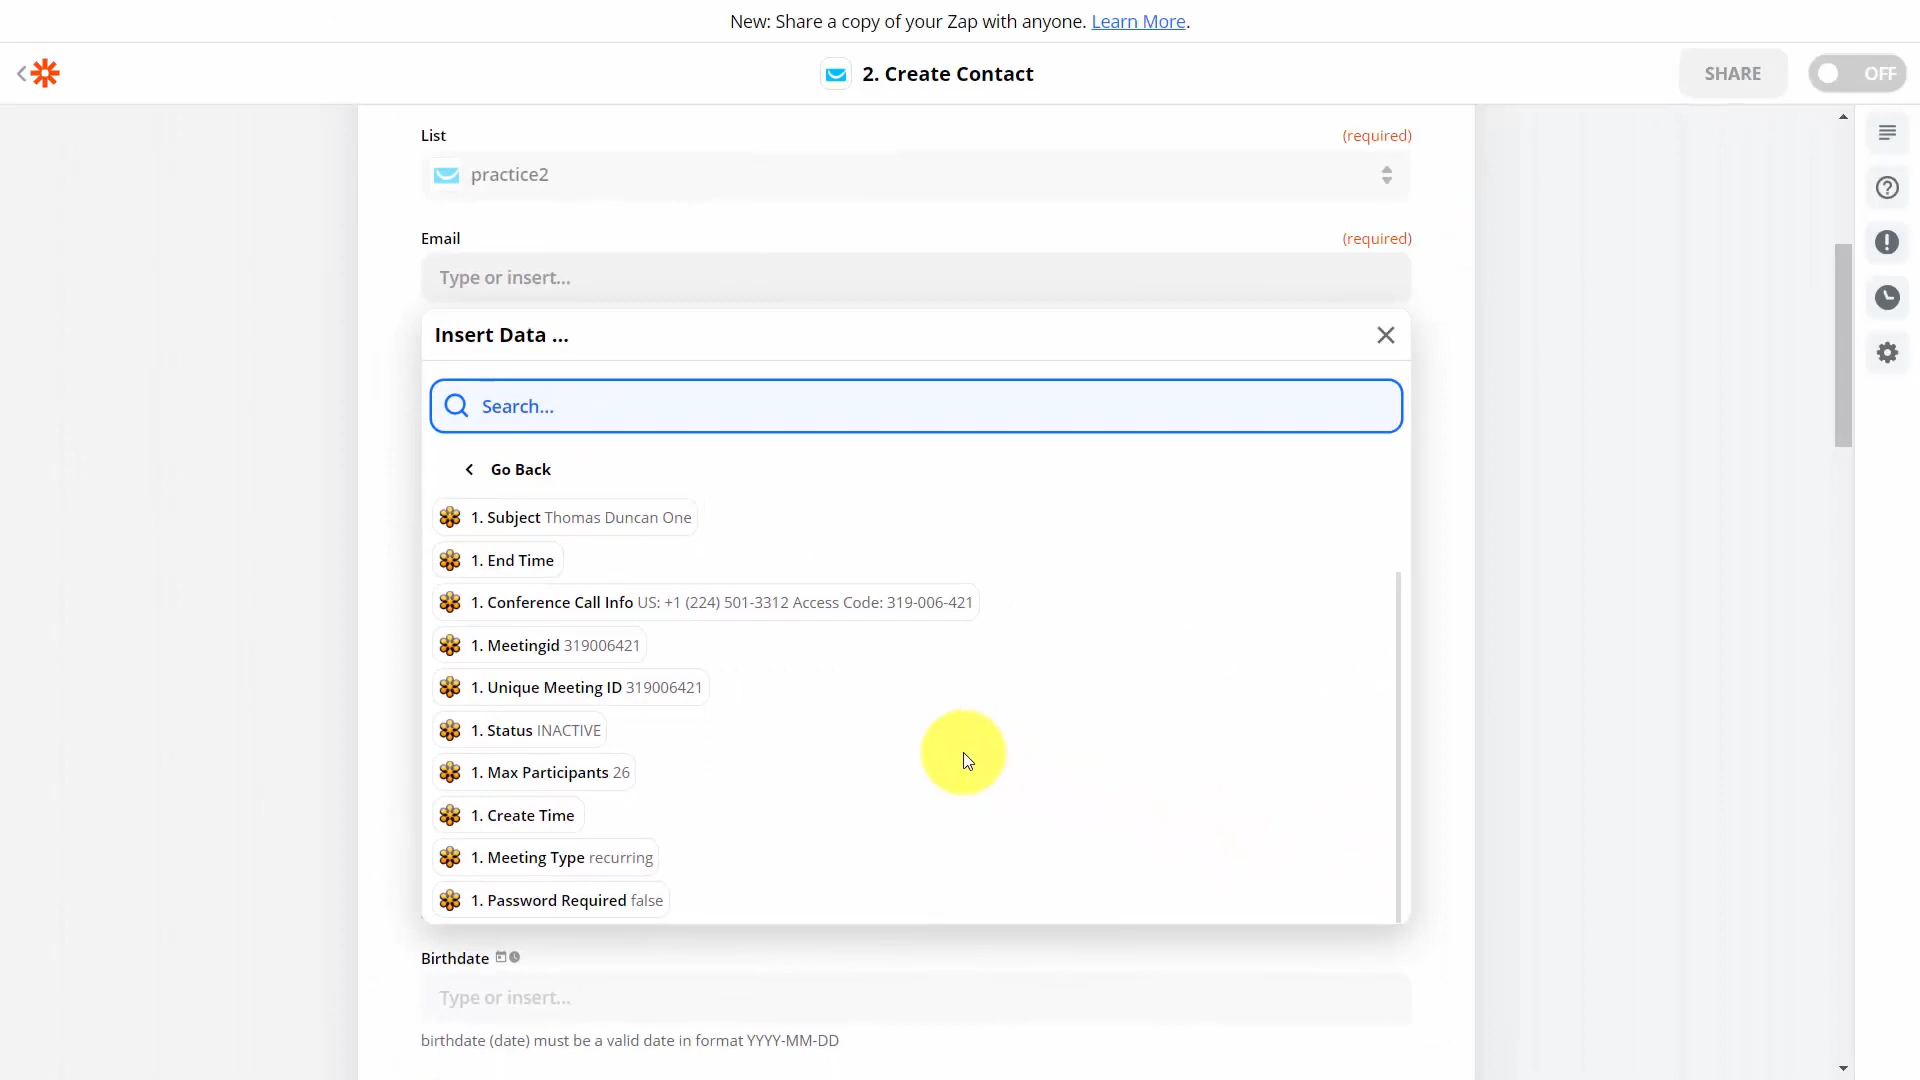 New: Share a copy of your Zap with anyone. Learn More.
2. Create Contact
SHARE
OFF
List
(required)
practice2
Email
(required)
Type or insert...
Insert Data ...
Search...
Go Back
1. Subject Thomas Duncan One
1. End Time
1. Conference Call Info US: +1 (224) 501-3312 Access Code: 319-006-421
1. Meetingid 319006421
1. Unique Meeting ID 319006421
1. Status INACTIVE
1. Max Participants 26
1. Create Time
1. Meeting Type recurring
1. Password Required false
Birthdate
Type or insert...
birthdate (date) must be a valid date in format YYYY-MM-DD